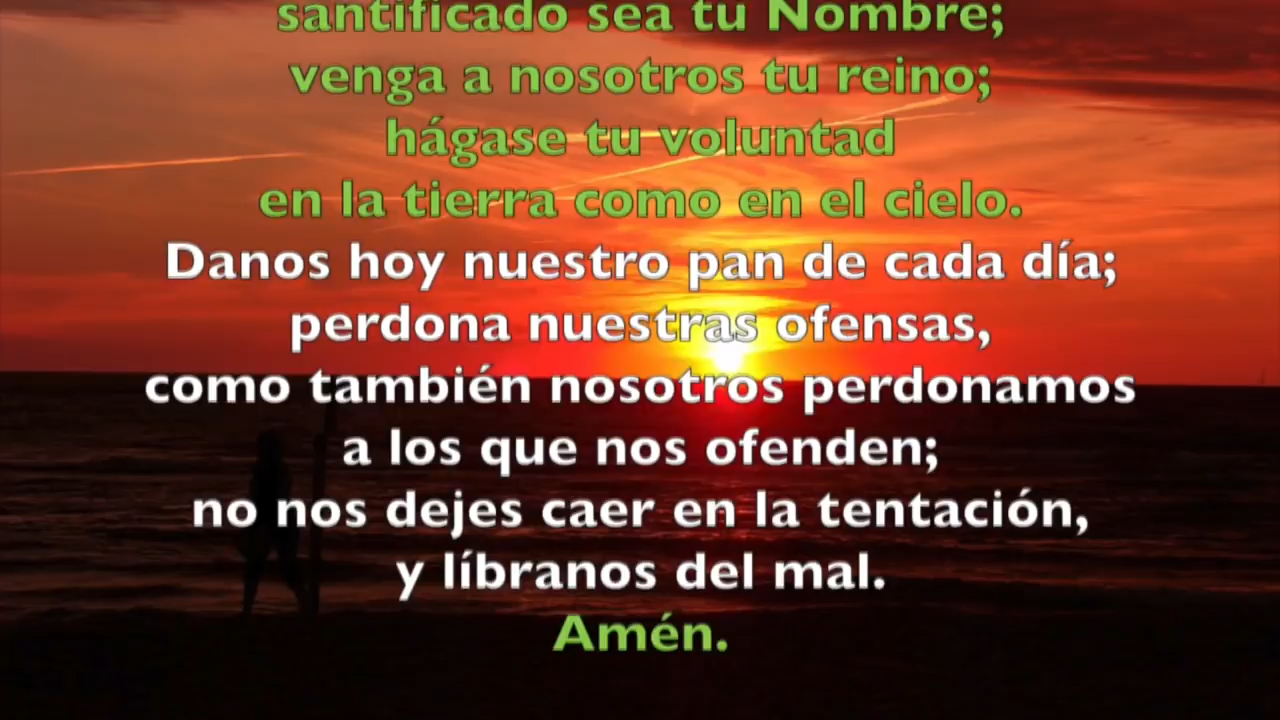 santificado sea tu Nombre;
venga a nosotros tu reino;
hágase tu voluntad
en la tierra como en el cielo.
Danos hoy nuestro pan de cada día;
perdona nuestras ofensas,
como también nosotros perdonamos
a los que nos ofenden;
no nos dejes caer en la tentación,
y líbranos del mal.
Amén.